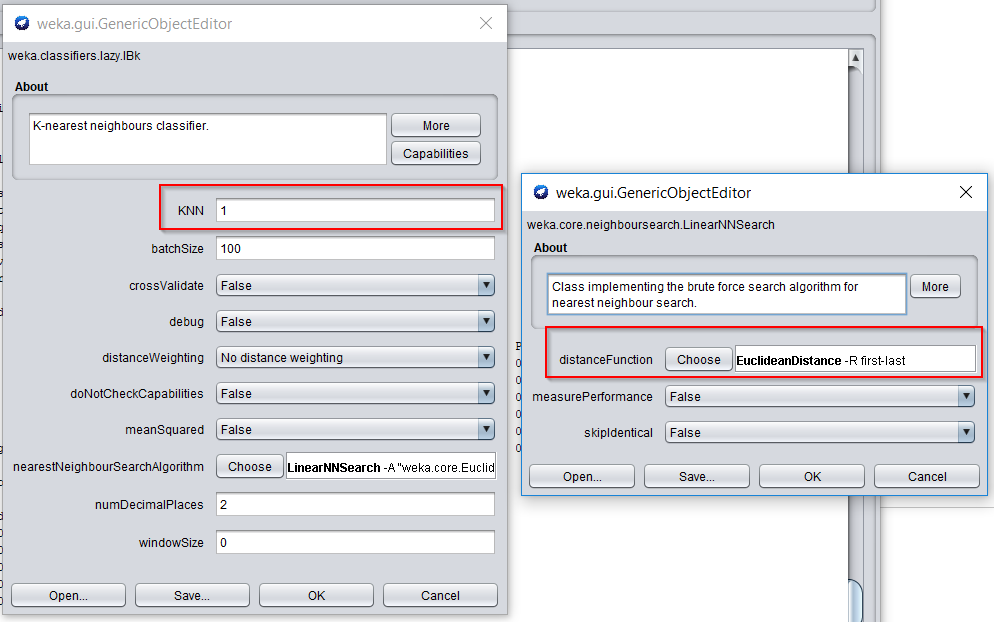 weka.gui.GenericObjectEditor
weka.classifiers.lazy.IBk
About
K-nearest neighbours classifier.
More
Capabilities
KNN 1
batchSize 100
crossValidate False
debug False
distanceWeighting No distance weighting
doNotCheckCapabilities False
meanSquared False
nearestNeighbourSearchAlgorithm Choose LinearNNSearch -A "weka.core.Euclid
numDecimalPlaces 2
windowSize 0
Open... Save... OK Cancel
weka.gui.GenericObjectEditor
weka.core.neighboursearch.LinearNNSearch
About
Class implementing the brute force search algorithm for
nearest neighbour search.
More
distanceFunction Choose EuclideanDistance -R first-last
measurePerformance False
skipIdentical False
Open... Save... OK Cancel